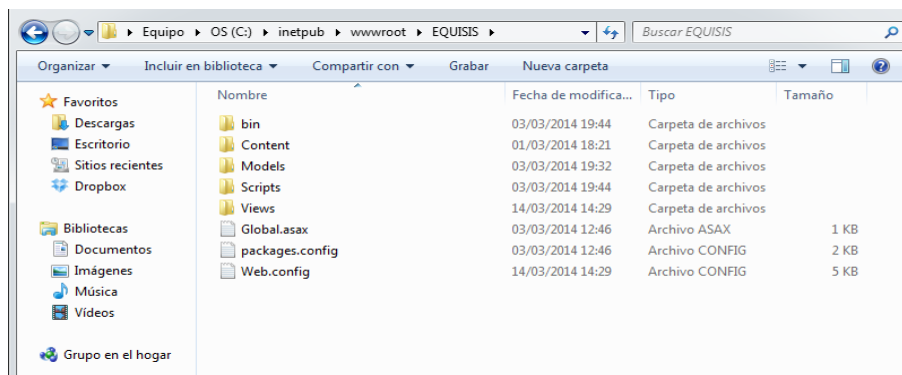 Equipo OS (C:) inetpub wwwroot EQUISIS Buscar EQUISIS
Organizar Incluir en biblioteca Compartir con Grabar Nueva carpeta
Favoritos
Descargas
Escritorio
Sitios recientes
Dropbox
Bibliotecas
Documentos
Imágenes
Música
Vídeos
Grupo en el hogar
Nombre Fecha de modifica... Tipo Tamaño
bin 03/03/2014 19:44 Carpeta de archivos
Content 01/03/2014 18:21 Carpeta de archivos
Models 03/03/2014 19:32 Carpeta de archivos
Scripts 03/03/2014 19:44 Carpeta de archivos
Views 14/03/2014 14:29 Carpeta de archivos
Global.asax 03/03/2014 12:46 Archivo ASAX 1 KB
packages.config 03/03/2014 12:46 Archivo CONFIG 2 KB
Web.config 14/03/2014 14:29 Archivo CONFIG 5 KB